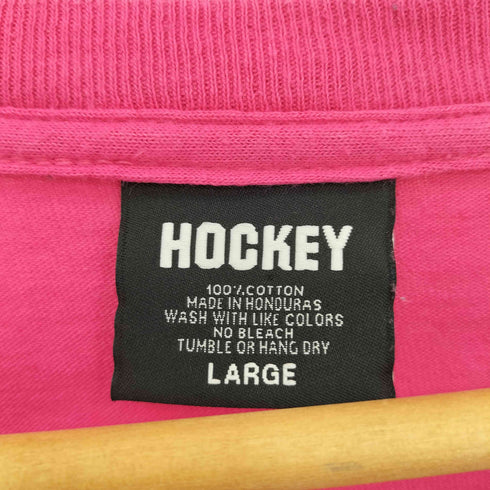 HOCKEY
100% COTTON
MADE IN HONDURAS
WASH WITH LIKE COLORS
NO BLEACH
TUMBLE OR HANG DRY
LARGE